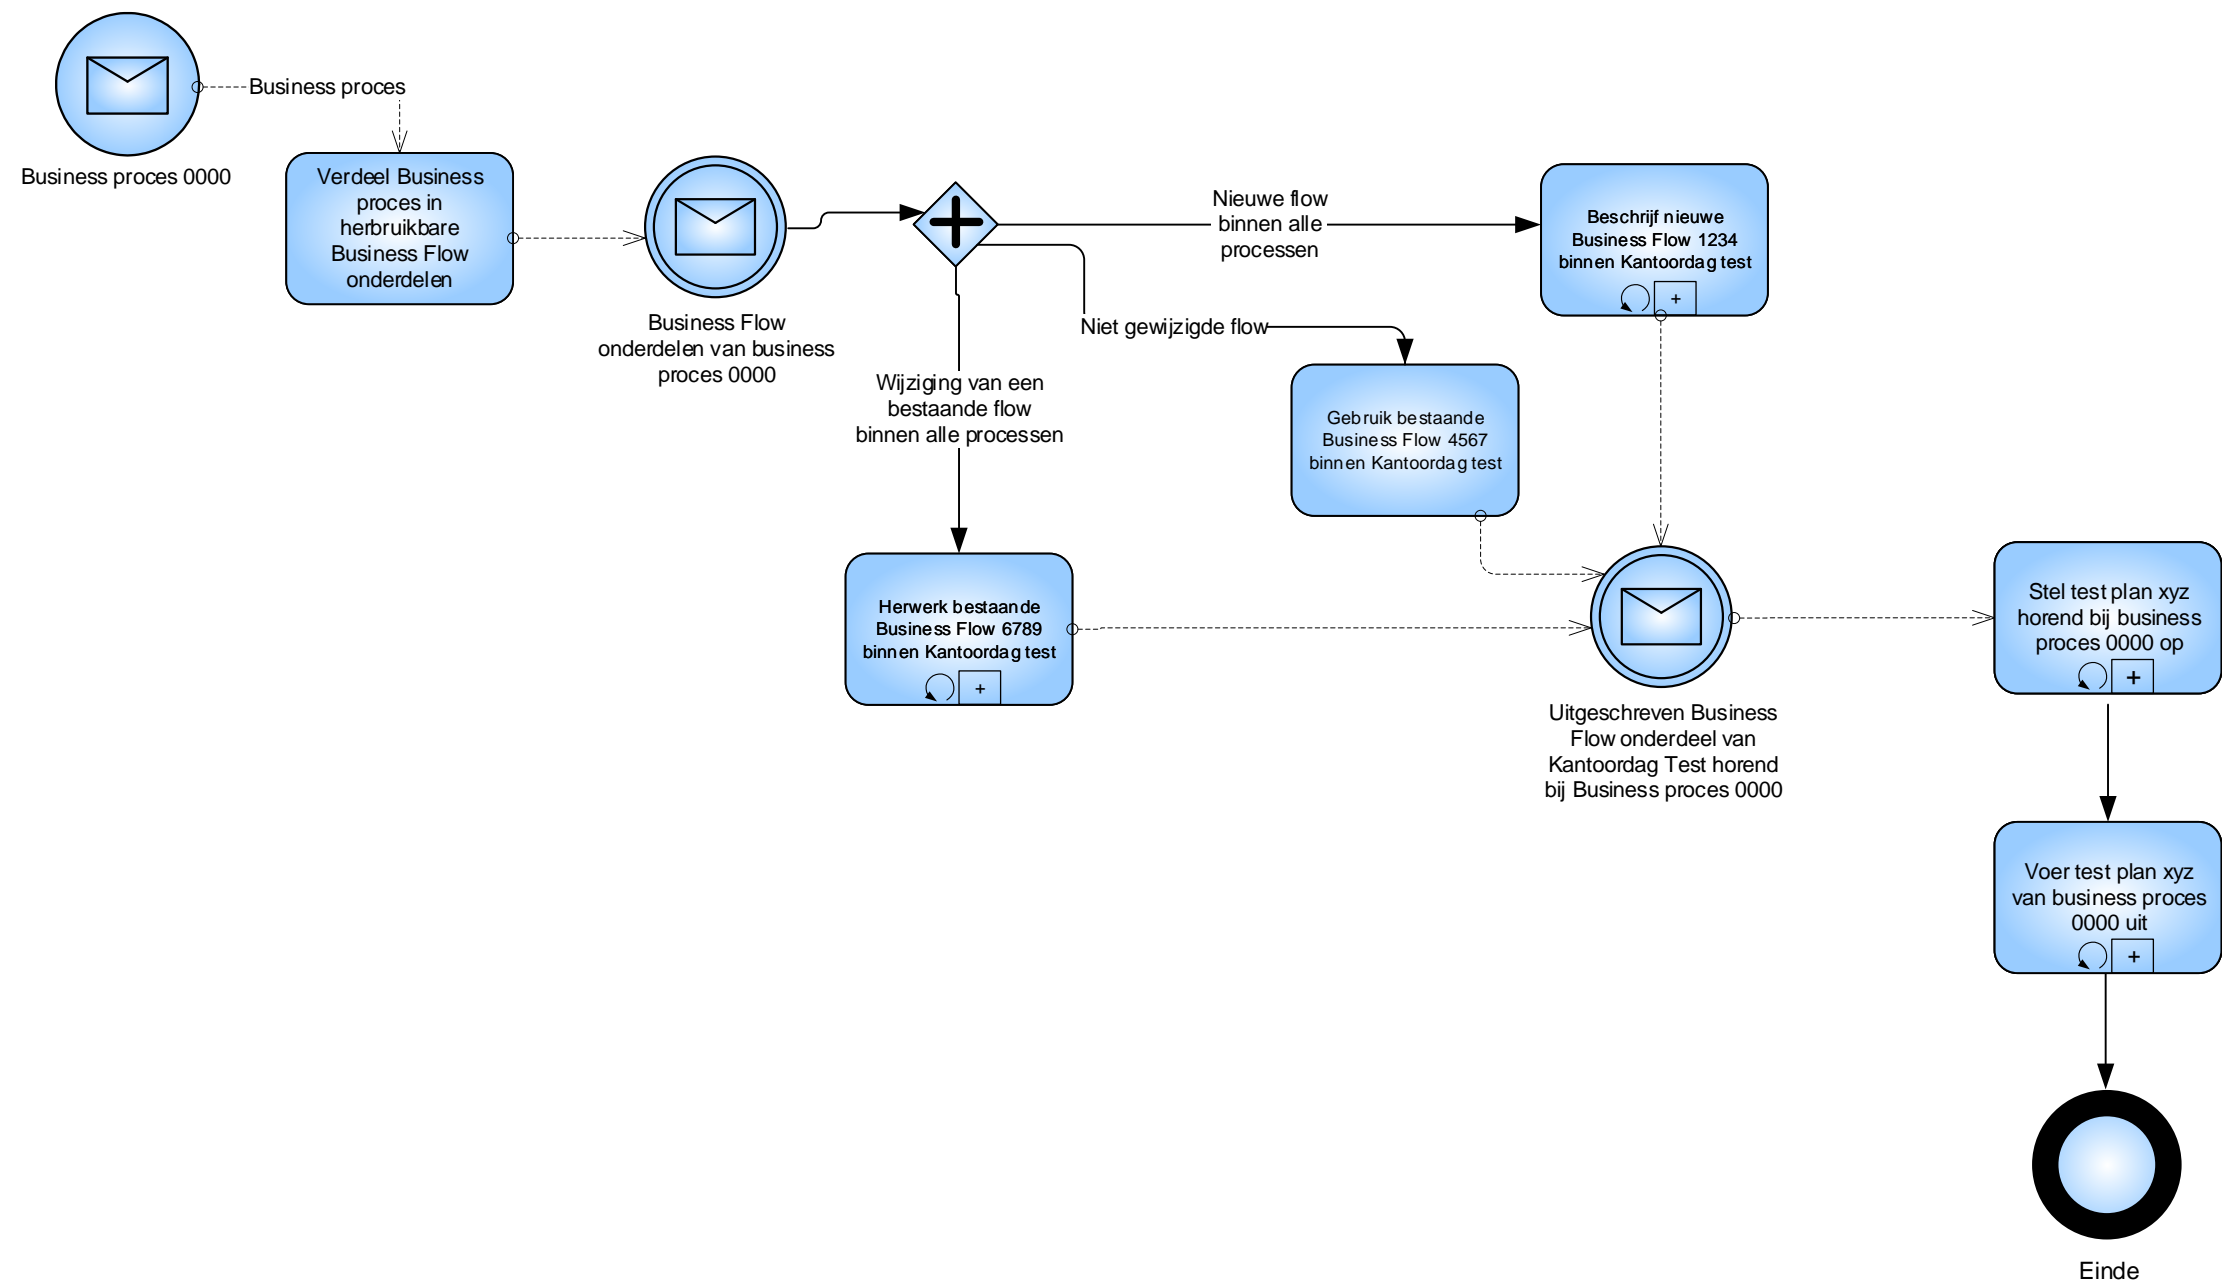 Business proces
Business proces 0000
Verdeel Business
proces in
herbruikbare
Business Flow
onderdelen
Business Flow
onderdelen van business
proces 0000
Nieuwe flow
binnen alle
processen
Niet gewijzigde flow
Wijziging van een
bestaande flow
binnen alle processen
Beschrijf nieuwe
Business Flow 1234
binnen Kantoordag test
+
Gebruik bestaande
Business Flow 4567
binnen Kantoordag test
Herwerk bestaande
Business Flow 6789
binnen Kantoordag test
+
Uitgeschreven Business
Flow onderdeel van
Kantoordag Test horend
bij Business proces 0000
Stel test plan xyz
horend bij business
proces 0000 op
+
Voer test plan xyz
van business proces
0000 uit
+
Einde